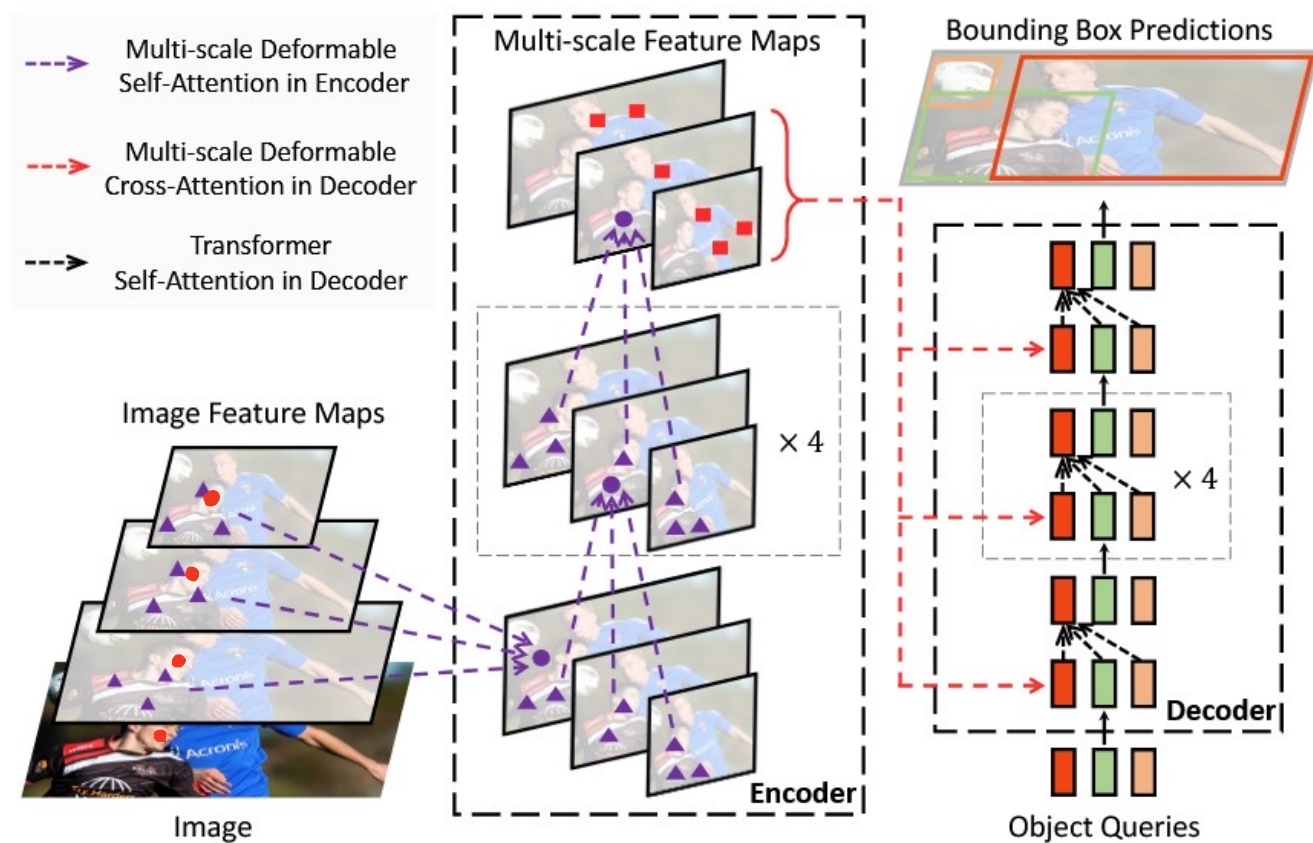 Multi-scale Deformable
Self-Attention in Encoder
Multi-scale Deformable
Cross-Attention in Decoder
Transformer
Self-Attention in Decoder
Image Feature Maps
Image
Multi-scale Feature Maps
× 4
Encoder
Bounding Box Predictions
Acronis
× 4
Decoder
Object Queries
Acronis
Acronis